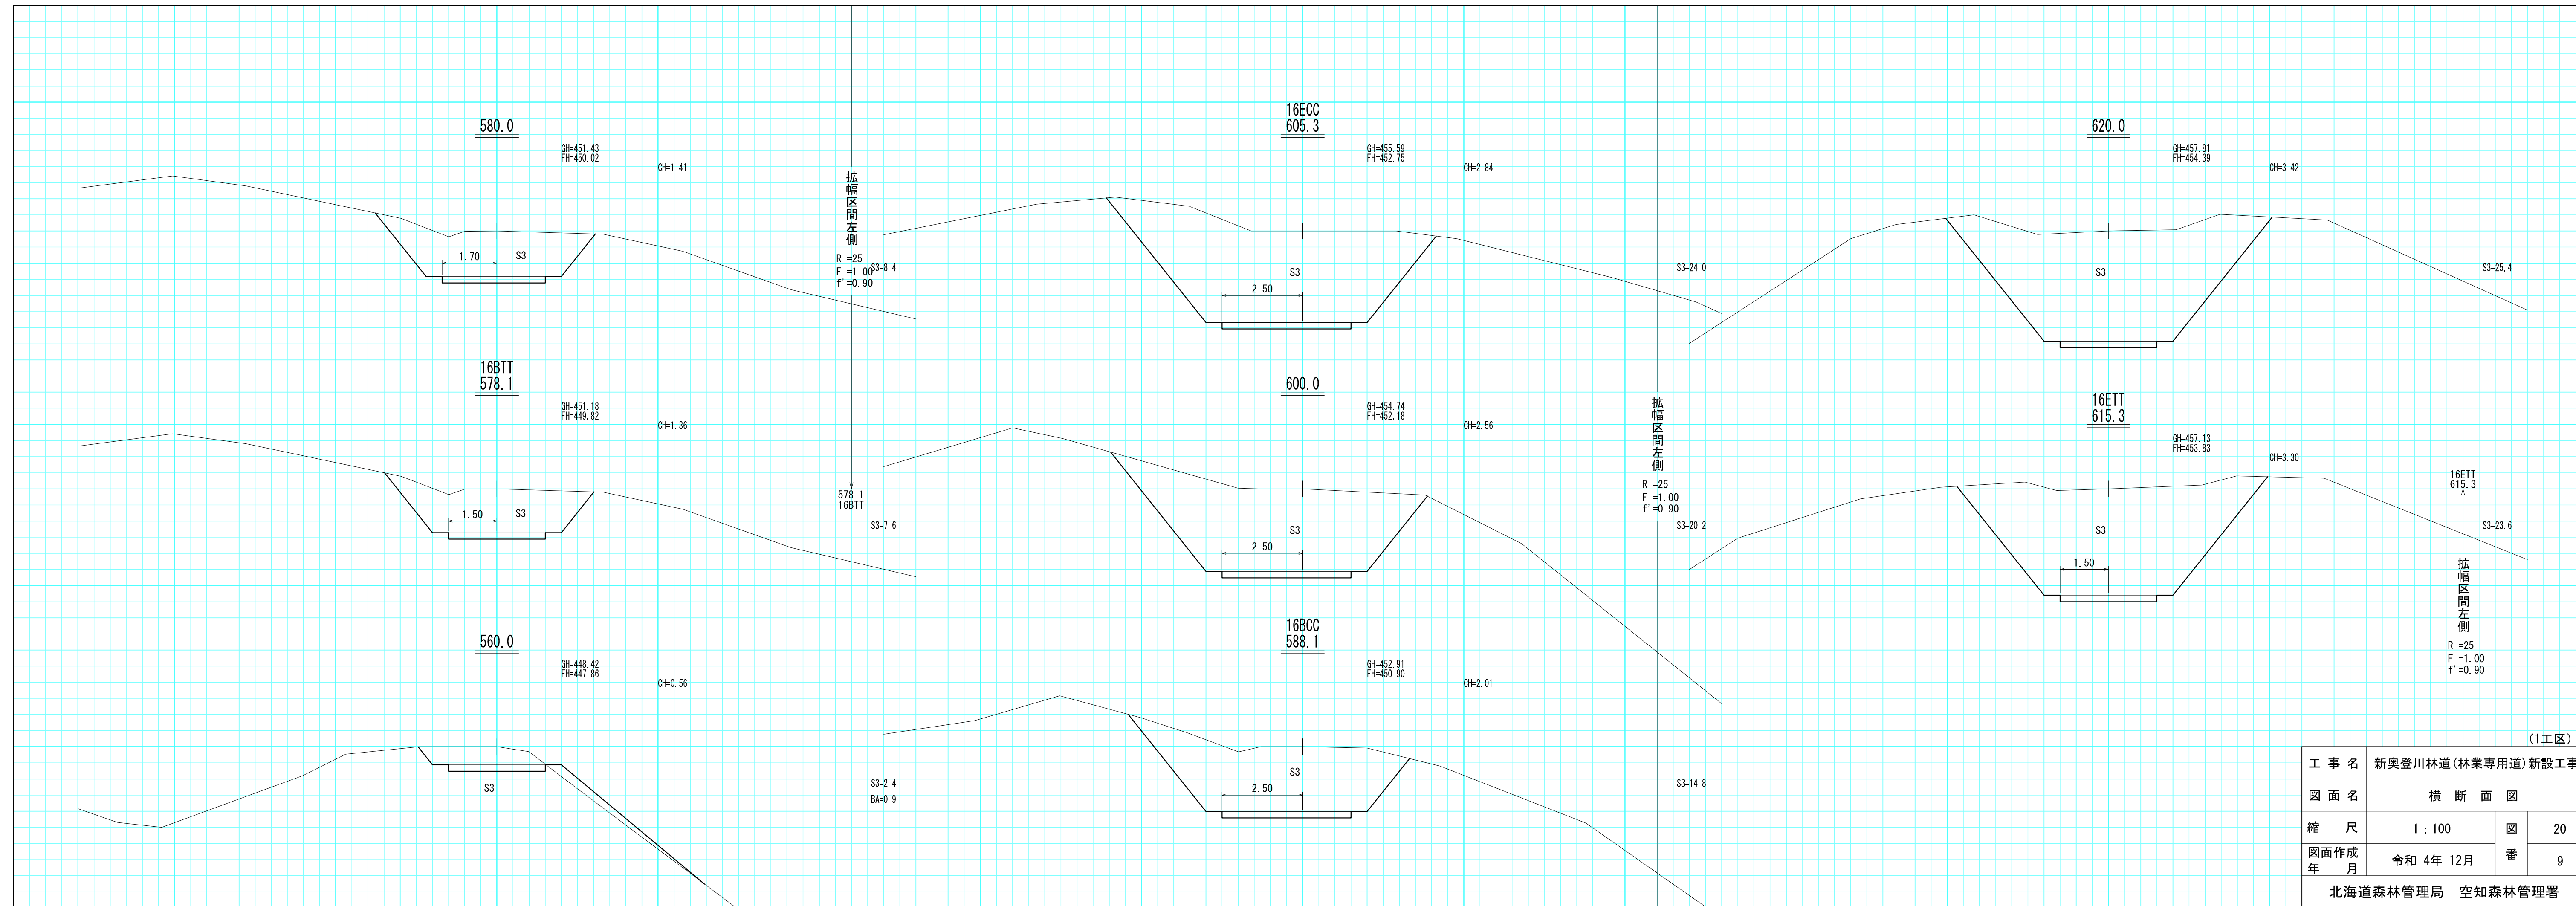 580.0
GH=451.43
FH=450.02
CH=1.41
1.70
S3
S3=8.4
16BTT
578.1
GH=451.18
FH=449.82
CH=1.36
1.50
S3
S3=7.6
560.0
GH=448.42
FH=447.86
CH=0.56
S3
S3=2.4
BA=0.9
拡幅区間左側
R =25
F =1.00
f'=0.90
578.1
16BTT
16ECC
605.3
GH=455.59
FH=452.75
CH=2.84
S3
2.50
S3=24.0
600.0
GH=454.74
FH=452.18
CH=2.56
S3
2.50
S3=20.2
16BCC
588.1
GH=452.91
FH=450.90
CH=2.01
S3
2.50
S3=14.8
拡幅区間左側
R =25
F =1.00
f'=0.90
620.0
GH=457.81
FH=454.39
CH=3.42
S3
S3=25.4
16ETT
615.3
GH=457.13
FH=453.83
CH=3.30
S3
1.50
S3=23.6
16ETT
615.3
拡幅区間左側
R =25
F =1.00
f'=0.90
(1工区)
工事名 新奥登川林道(林業専用道)新設工事
図面名 横断面図
縮尺 1:100 図番 20
図面作成年月 令和 4年 12月 9
北海道森林管理局 空知森林管理署